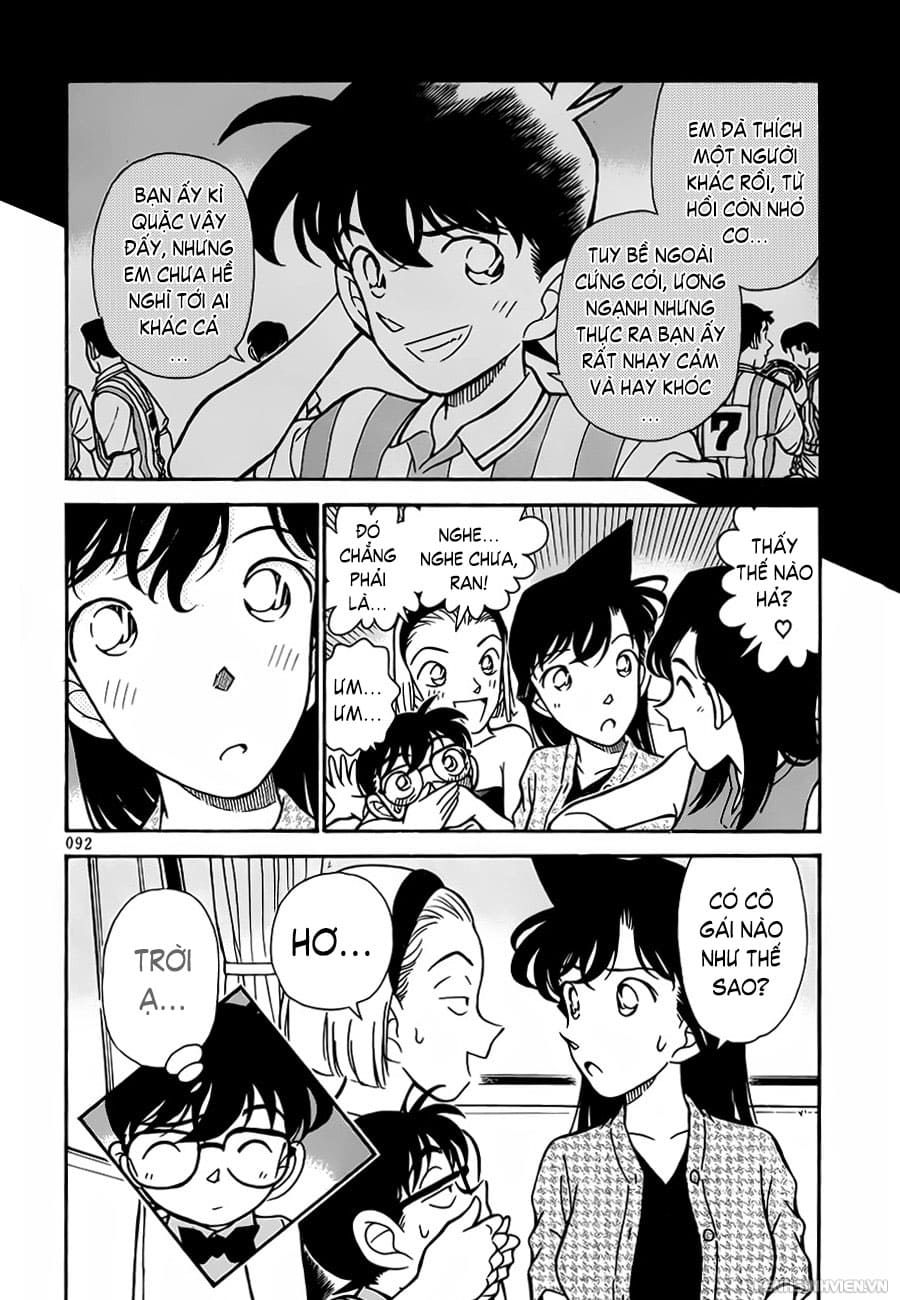 EM ĐÃ THÍCH
MỘT NGƯỜI
KHÁC RỒI, TỪ
HỒI CÒN NHỎ
CƠ...
TUY BỀ NGOÀI
CỨNG CỎI, ƯƠNG
NGẠNH NHƯNG
THỰC RA BẠN ẤY
RẤT NHẠY CẢM
VÀ HAY KHÓC
...
BẠN ẤY KÌ
QUẶC VẬY
ĐẤY, NHƯNG
EM CHƯA HỀ
NGHĨ TỚI AI
KHÁC CẢ
...
7
THẤY
THẾ NÀO
HẢ?
♡
NGHE...
NGHE CHƯA,
RAN!
ĐÓ
CHẲNG
PHẢI
LÀ...
ƯM...
ƯM...
092
CÓ CÔ
GÁI NÀO
NHƯ THẾ
SAO?
HƠ...
TRỜI
Ạ...